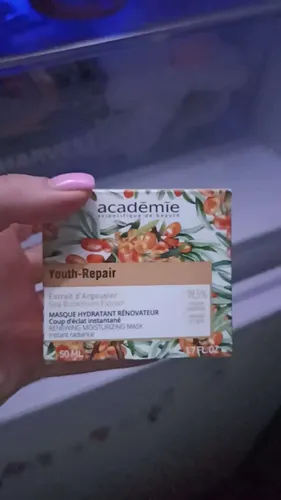 académie
scientifique de beauté
Youth-Repair
Extrait d'Argousier
Sea Buckthorn Extract
MASQUE HYDRATANT RÉNOVATEUR
Coup d'éclat instantané
RENEWING MOISTURIZING MASK
Instant radiance
50 ML
1.7 FL.OZ